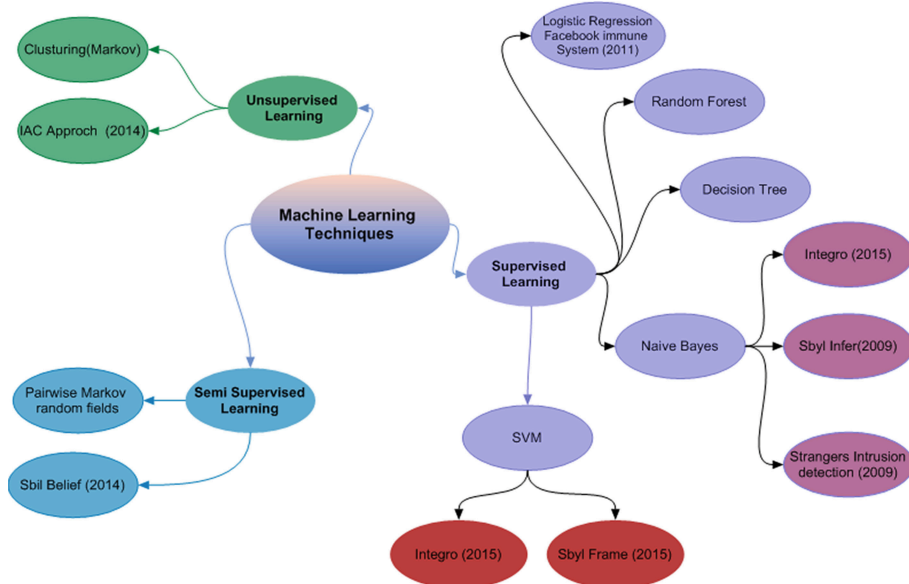 Logistic Regression
Facebook immune
System (2011)
Clusturing(Markov)
Unsupervised
Learning
Random Forest
IAC Approch (2014)
Decision Tree
Machine Learning
Techniques
Supervised
Learning
Integro (2015)
Naive Bayes
Sbyl Infer(2009)
Pairwise Markov
random fields
Semi Supervised
Learning
SVM
Strangers Intrusion
detection (2009)
Sbil Belief (2014)
Integro (2015)
Sbyl Frame (2015)